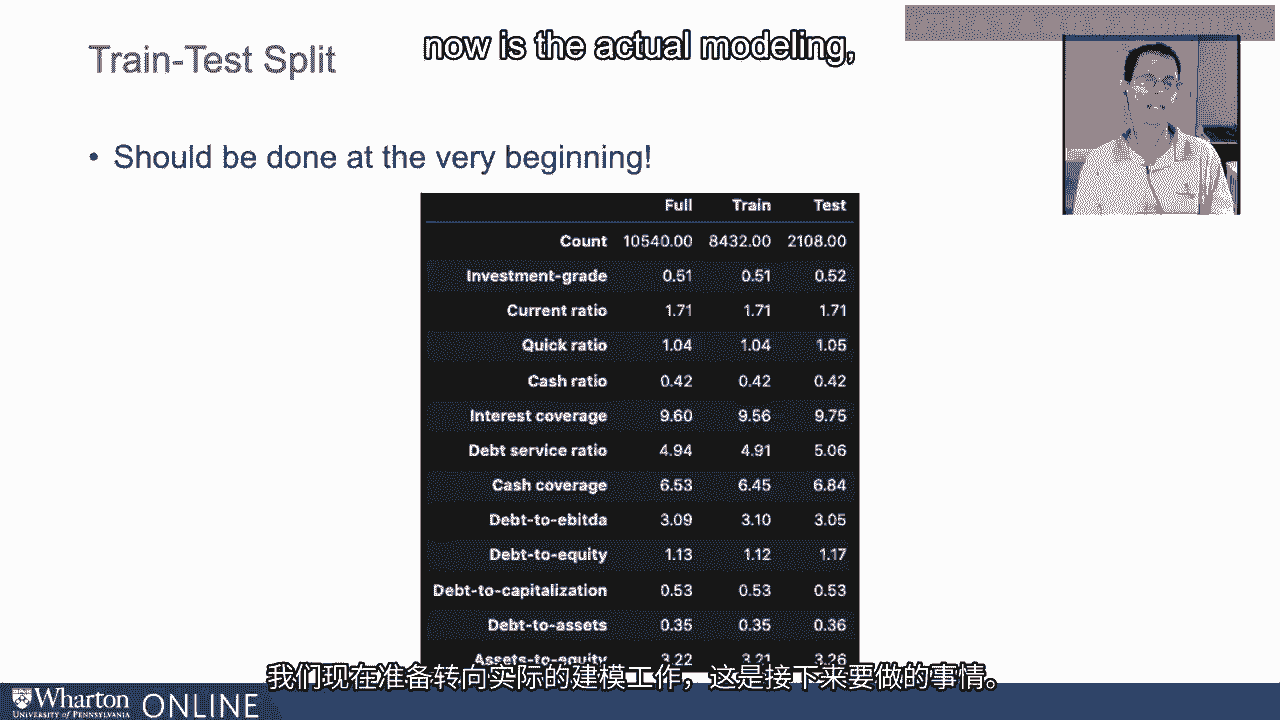 now is the actual modeling,
Train-Test Split
• Should be done at the very beginning!
Full Train Test
Count 10540.00 8432.00 2108.00
Investment-grade 0.51 0.51 0.52
Current ratio 1.71 1.71 1.71
Quick ratio 1.04 1.04 1.05
Cash ratio 0.42 0.42 0.42
Interest coverage 9.60 9.56 9.75
Debt service ratio 4.94 4.91 5.06
Cash coverage 6.53 6.45 6.84
Debt-to-ebitda 3.09 3.10 3.05
Debt-to-equity 1.13 1.12 1.17
Debt-to-capitalization 0.53 0.53 0.53
Debt-to-assets 0.35 0.35 0.36
Assets-to-equity 3.22 3.21 3.26
我们现在准备转向实际的建模工作，这是接下来要做的事情。
Wharton ONLINE
UNIVERSITY of PENNSYLVANIA